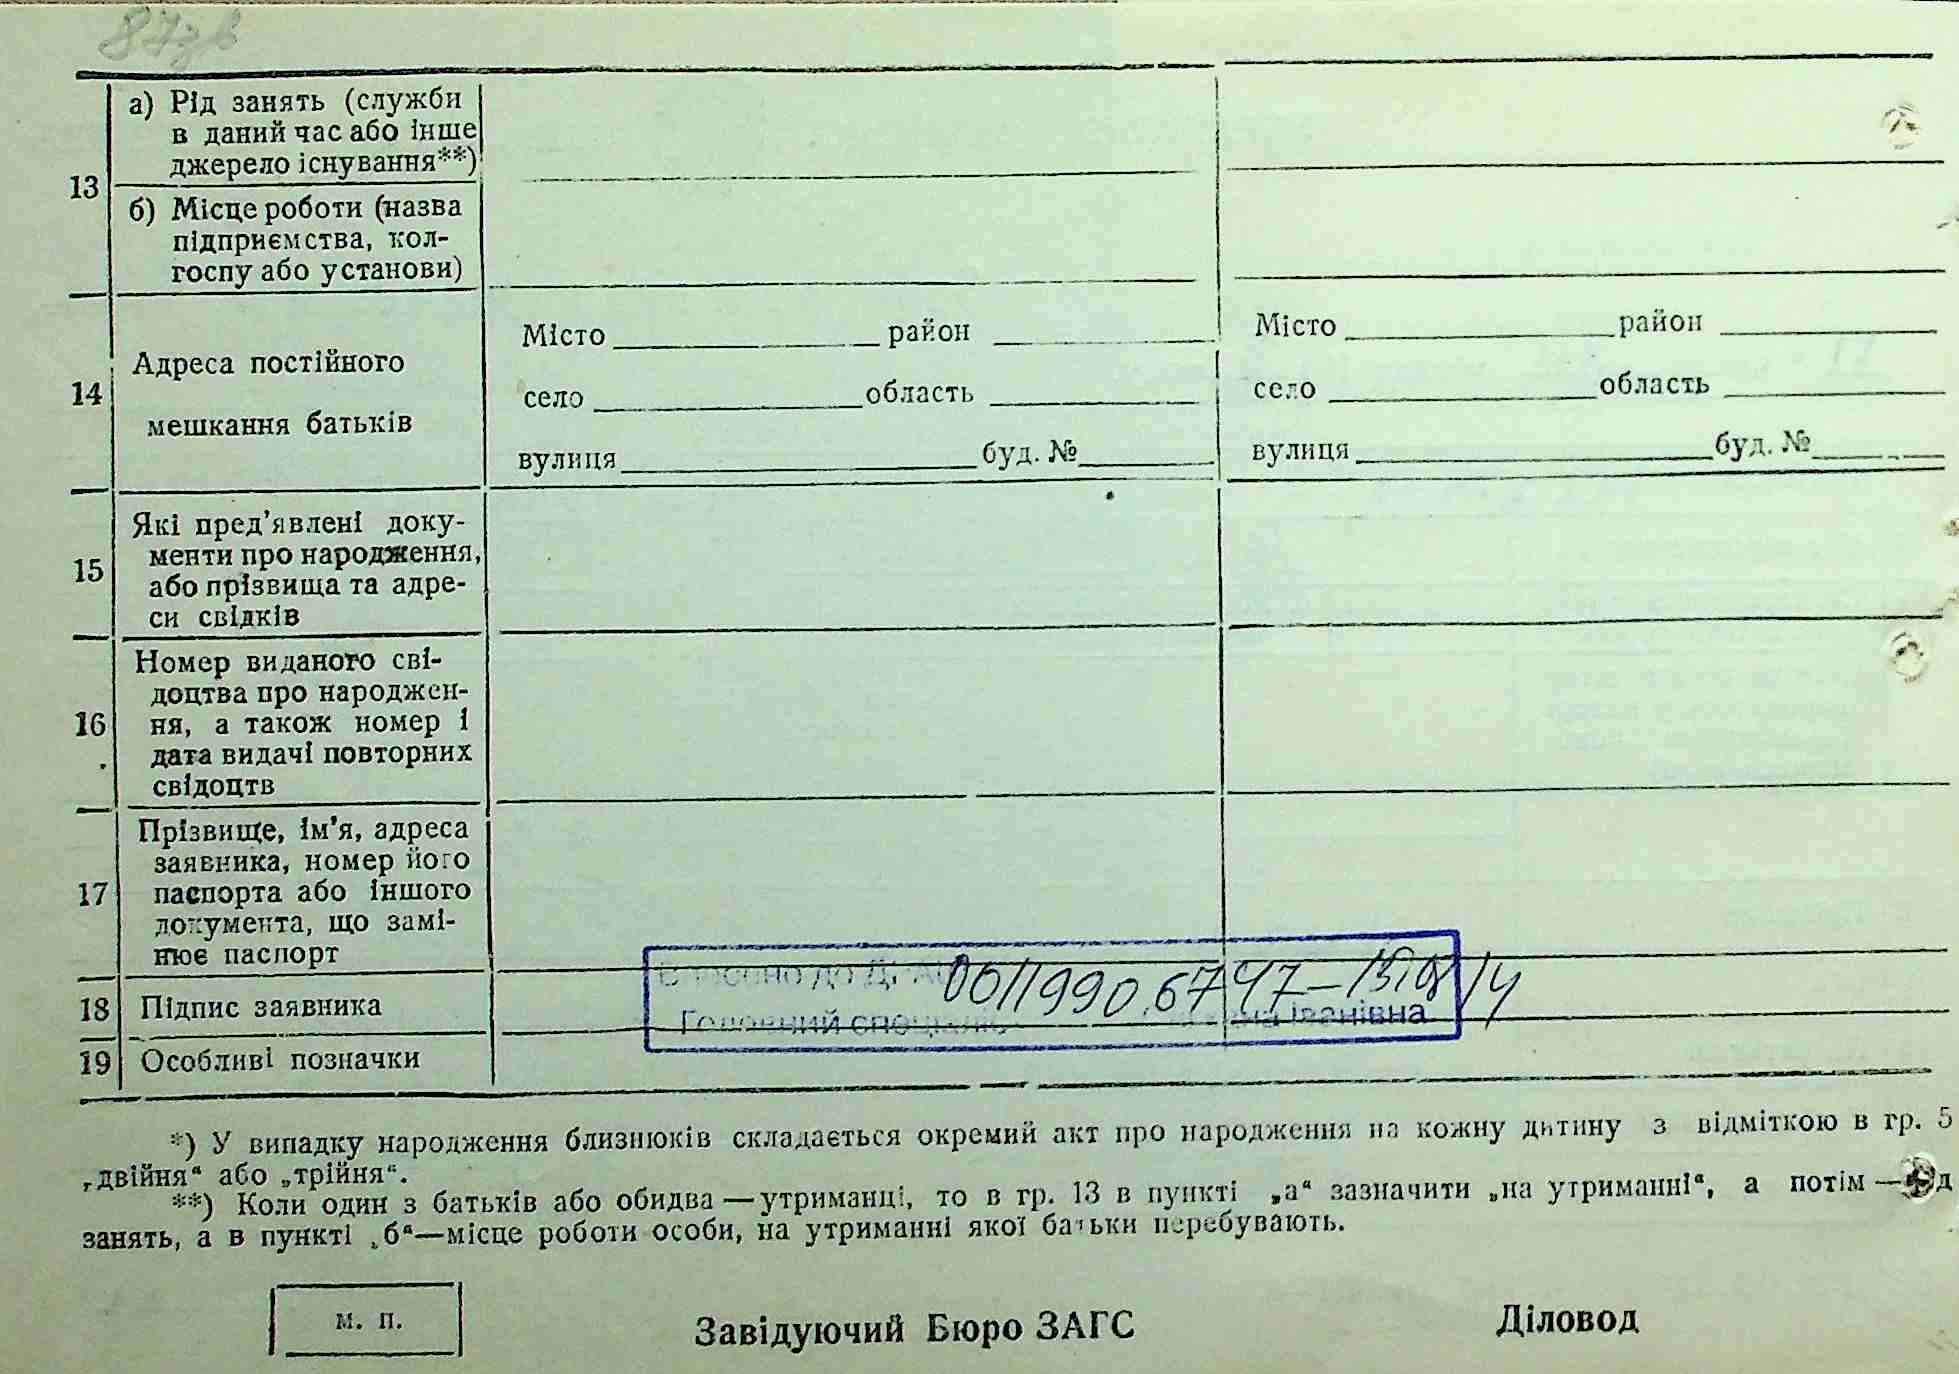 87зв
13
а) Рід занять (служби
в даний час або інше
джерело існування**)
б) Місце роботи (назва
підприємства, кол-
госпу або установи)
14
Адреса постійного
мешкання батьків
Місто район
село область
вулиця буд. №
Місто район
село область
вулиця буд. №
15
Які пред’явлені доку-
менти про народження,
або прізвища та адре-
си свідків
16
Номер виданого сві-
доцтва про народжен-
ня, а також номер і
дата видачі повторних
свідоцтв
17
Прізвище, ім’я, адреса
заявника, номер його
паспорта або іншого
документа, що замі-
нює паспорт
18 Підпис заявника
19 Особливі позначки
до
Головний Іванівна
*) У випадку народження близнюків складається окремий акт про народження на кожну дитину з відміткою в гр. 5
„двійня“ або „трійня“.
**) Коли один з батьків або обидва — утриманці, то в гр. 13 в пункті „а“ зазначити „на утриманні“, а потім —
занять, а в пункті „б“—місце роботи особи, на утриманні якої батьки перебувають.
м. п.
Завідуючий Бюро ЗАГС
Діловод